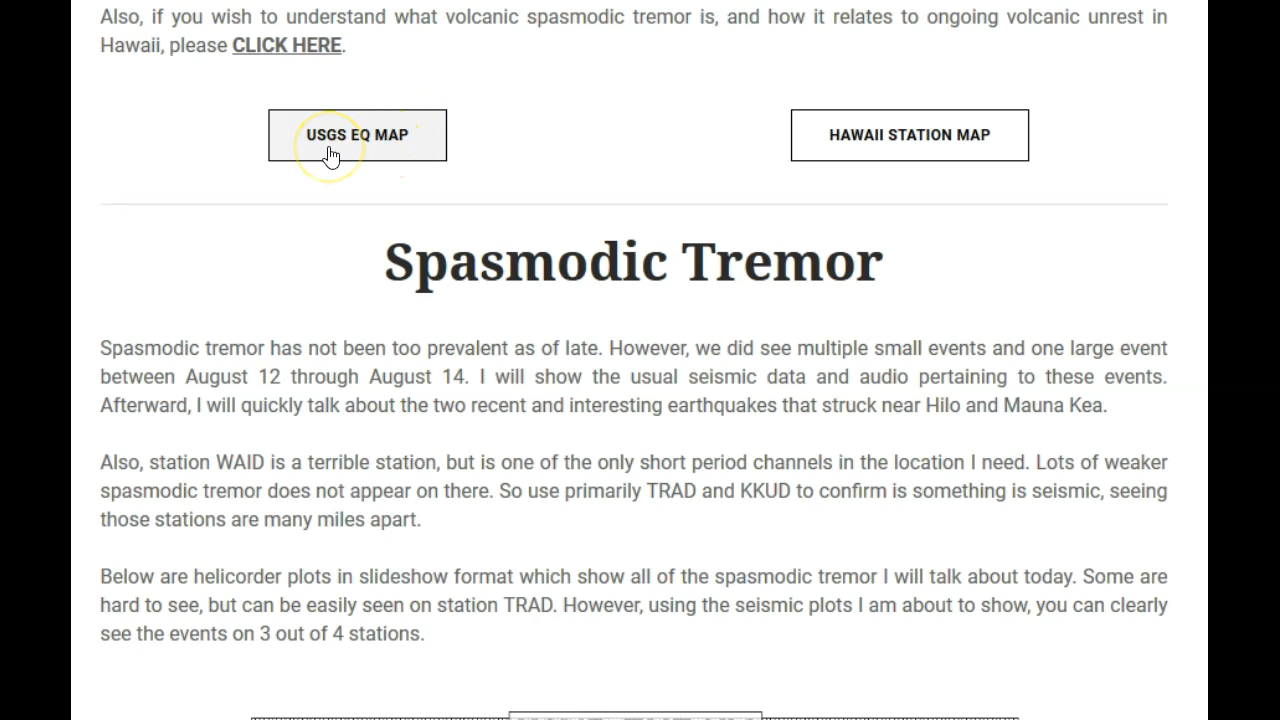 Also, if you wish to understand what volcanic spasmodic tremor is, and how it relates to ongoing volcanic unrest in
Hawaii, please CLICK HERE.
USGS EQ MAP
HAWAII STATION MAP
Spasmodic Tremor
Spasmodic tremor has not been too prevalent as of late. However, we did see multiple small events and one large event
between August 12 through August 14. I will show the usual seismic data and audio pertaining to these events.
Afterward, I will quickly talk about the two recent and interesting earthquakes that struck near Hilo and Mauna Kea.
Also, station WAID is a terrible station, but is one of the only short period channels in the location I need. Lots of weaker
spasmodic tremor does not appear on there. So use primarily TRAD and KKUD to confirm is something is seismic, seeing
those stations are many miles apart.
Below are helicorder plots in slideshow format which show all of the spasmodic tremor I will talk about today. Some are
hard to see, but can be easily seen on station TRAD. However, using the seismic plots I am about to show, you can clearly
see the events on 3 out of 4 stations.